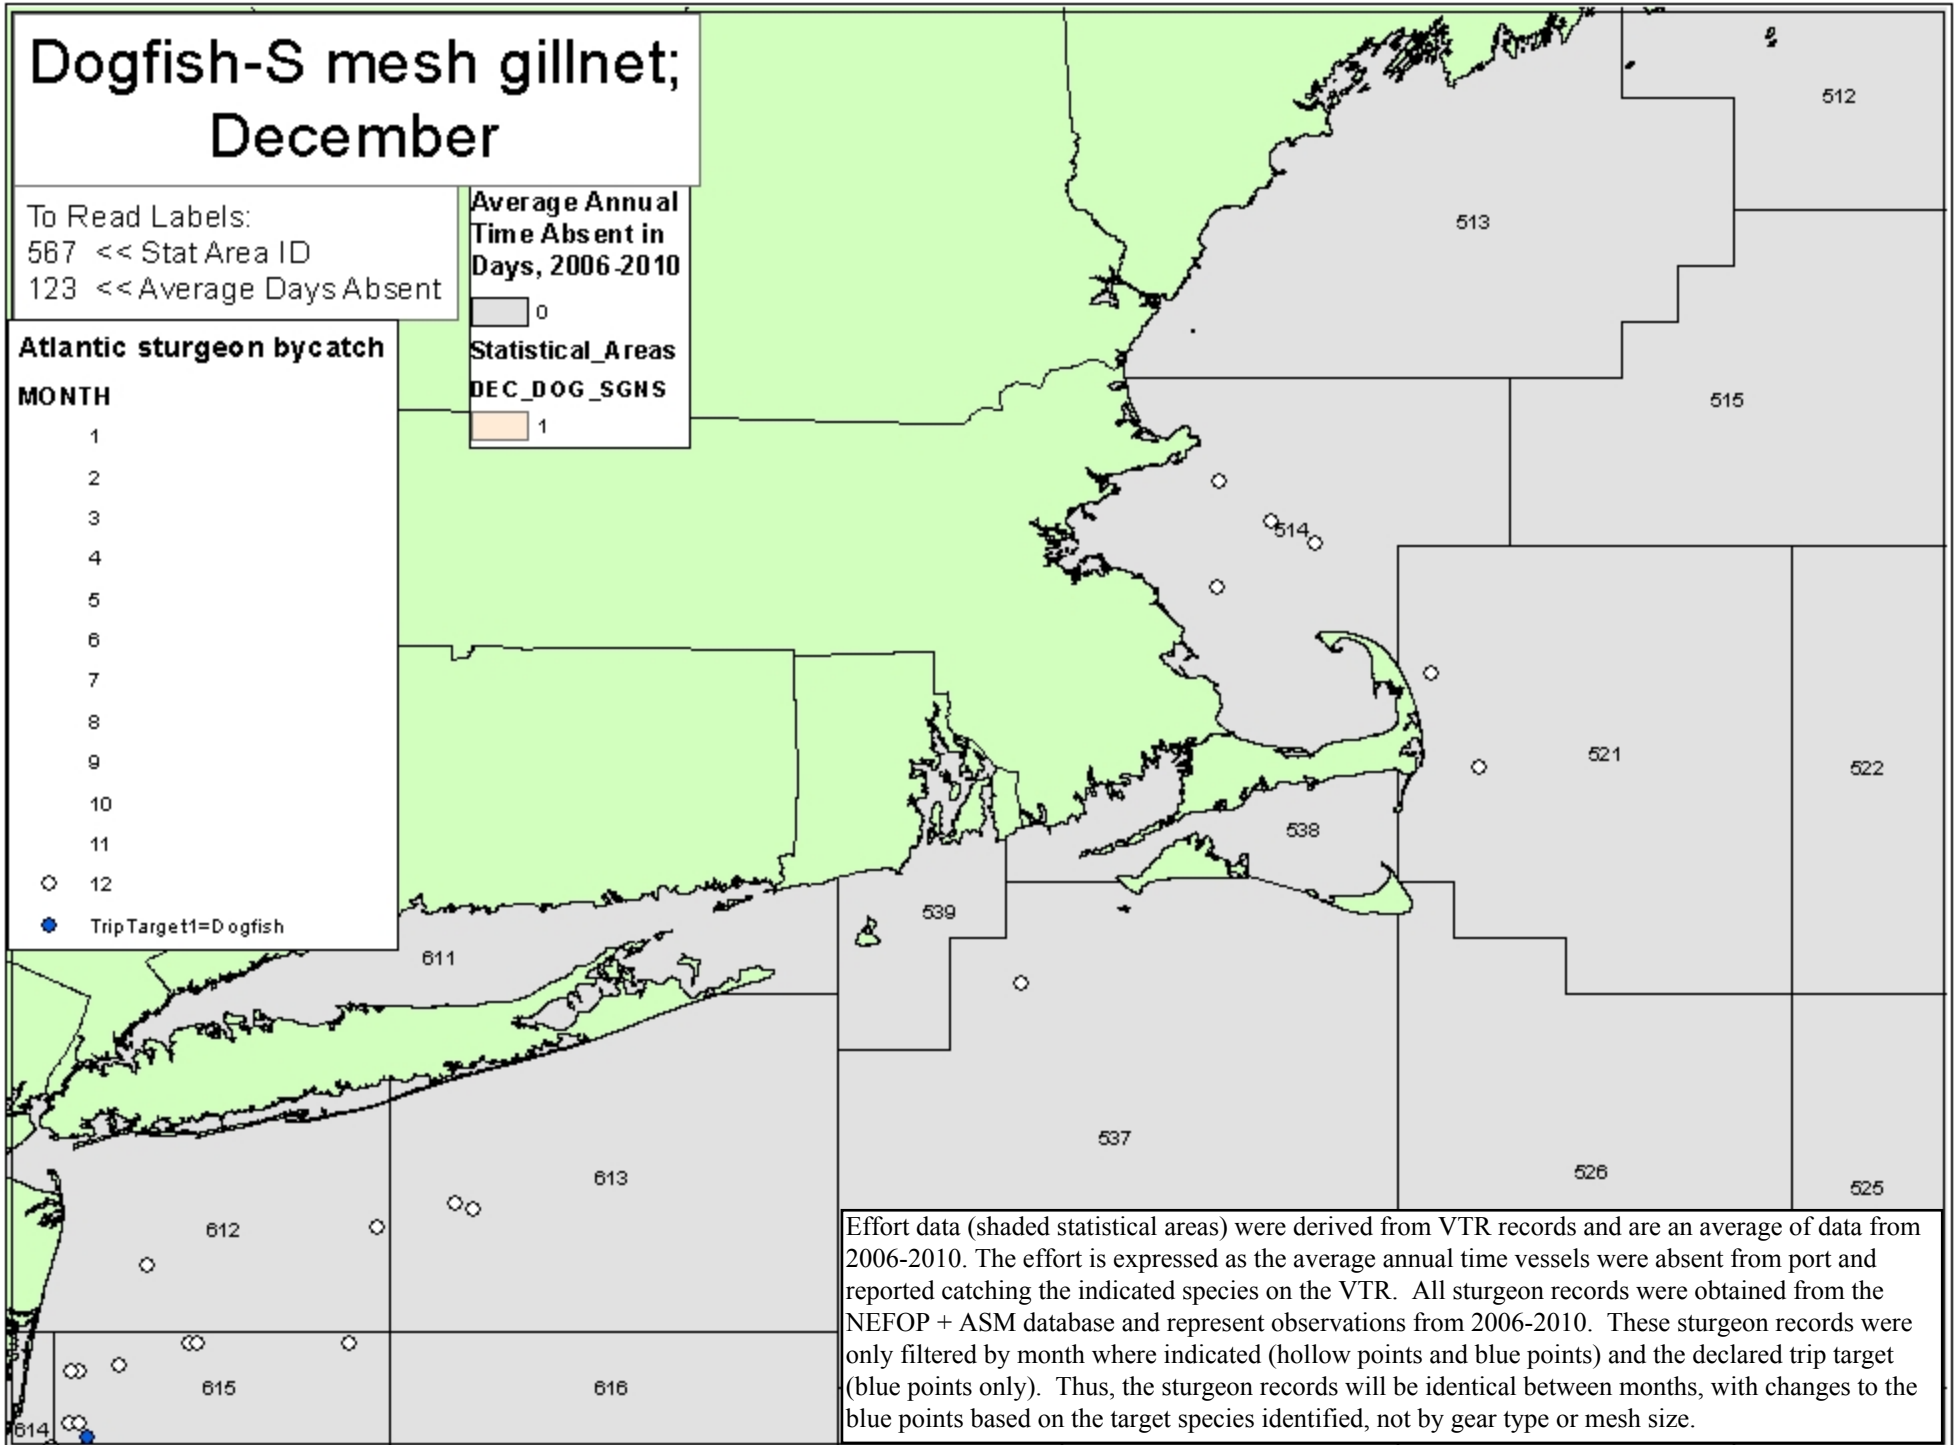 Dogfish-S mesh gillnet;
December
To Read Labels:
567 << Stat Area ID
123 <<Average Days Absent
Average Annual
Time Absent in
Days, 2006-2010
0
Statistical_Areas
DEC_DOG_SGNS
1
Atlantic sturgeon bycatch
MONTH
1
2
3
4
5
6
7
8
9
10
11
12
TripTarget1=Dogfish
512
513
515
514
521
522
538
539
611
537
526
525
613
612
615
616
614
Effort data (shaded statistical areas) were derived from VTR records and are an average of data from
2006-2010. The effort is expressed as the average annual time vessels were absent from port and
reported catching the indicated species on the VTR.  All sturgeon records were obtained from the
NEFOP + ASM database and represent observations from 2006-2010.  These sturgeon records were
only filtered by month where indicated (hollow points and blue points) and the declared trip target
(blue points only).  Thus, the sturgeon records will be identical between months, with changes to the
blue points based on the target species identified, not by gear type or mesh size.